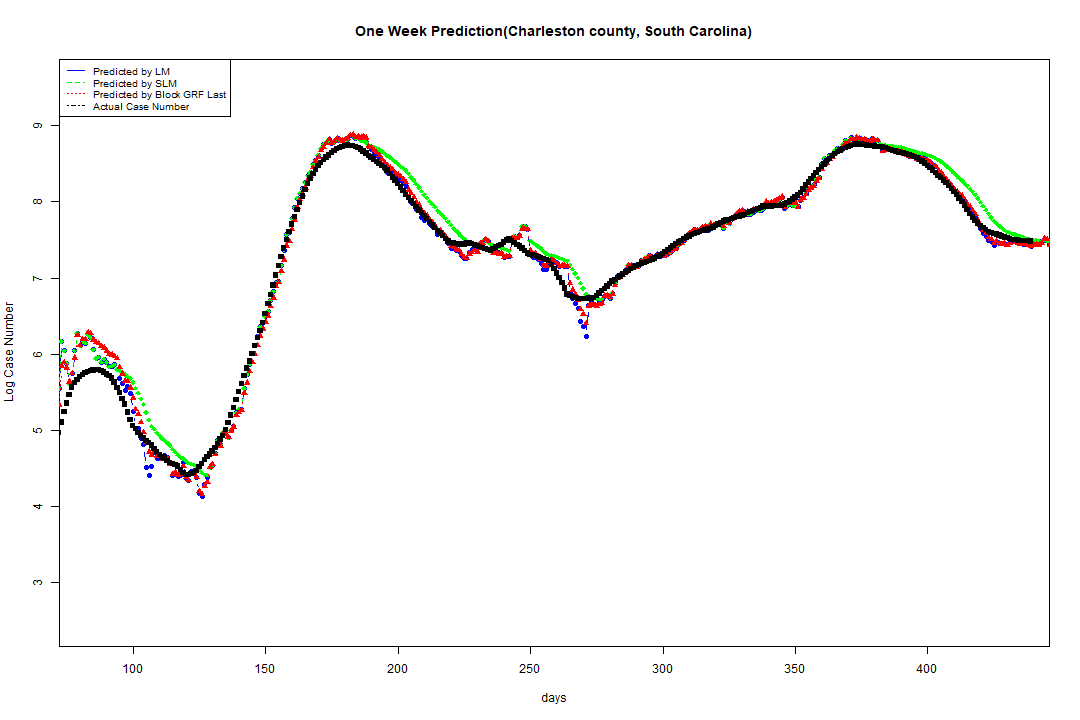 One Week Prediction(Charleston county, South Carolina)
Predicted by LM
Predicted by SLM
Predicted by Block GRF Last
Actual Case Number
9
8
7
6
5
4
3
Log Case Number
100 150 200 250 300 350 400
days